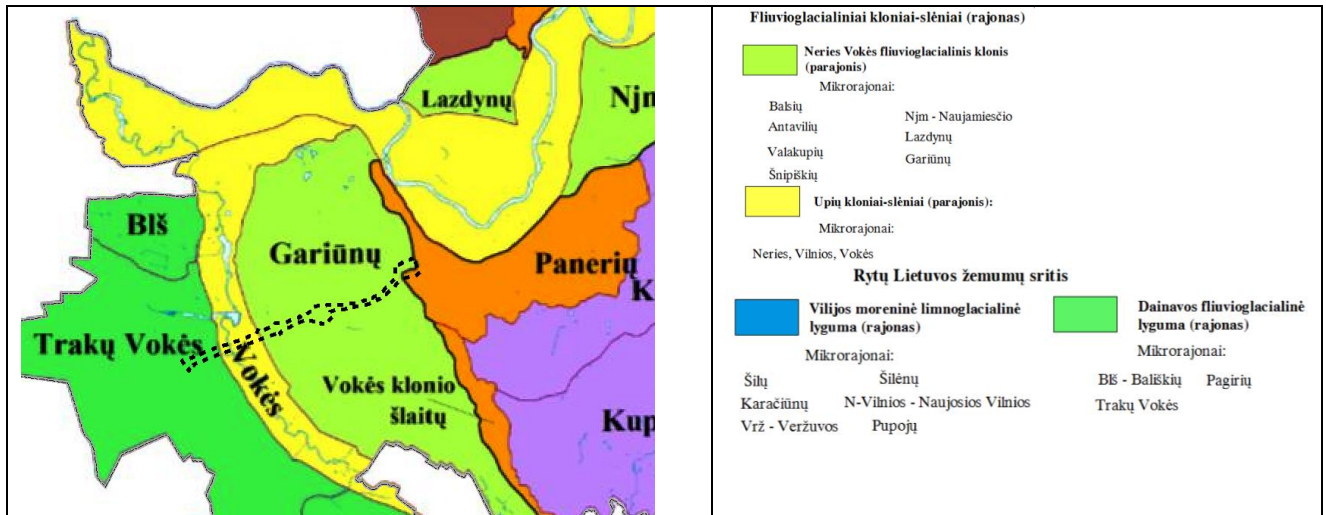 Lazdynų
Njm
Blš
Gariūnų
Panerių
K
Trakų Vokės
Vokės
Vokės klonio
šlaitų
Kup
Fliuvioglacialiniai kloniai-slėniai (rajonas)
Neries Vokės fliuvioglacialinis klonis
(parajonis)
Mikrorajonai:
Balsių
Antavilių
Valakupių
Šnipiškių
Njm - Naujamiesčio
Lazdynų
Gariūnų
Upių kloniai-slėniai (parajonis):
Mikrorajonai:
Neries, Vilnios, Vokės
Rytų Lietuvos žemumų sritis
Vilijos moreninė limnoglacialinė
lyguma (rajonas)
Mikrorajonai:
Šilų
Šilėnų
Karačiūnų
N-Vilnios - Naujosios Vilnios
Vrž - Veržuvos
Pupojų
Dainavos fliuvioglacialinė
lyguma (rajonas)
Mikrorajonai:
Blš - Bališkių
Pagirių
Trakų Vokės